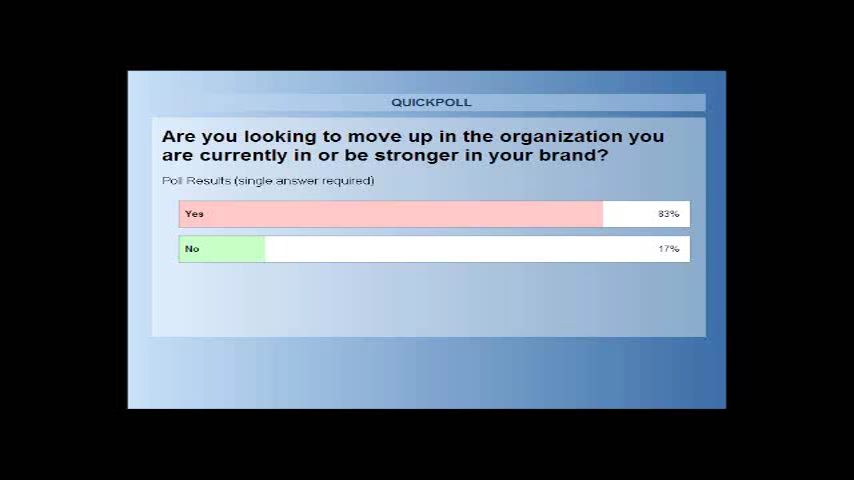 QUICKPOLL
Are you looking to move up in the organization you
are currently in or be stronger in your brand?
Poll Results (single answer required)
Yes 83%
No 17%